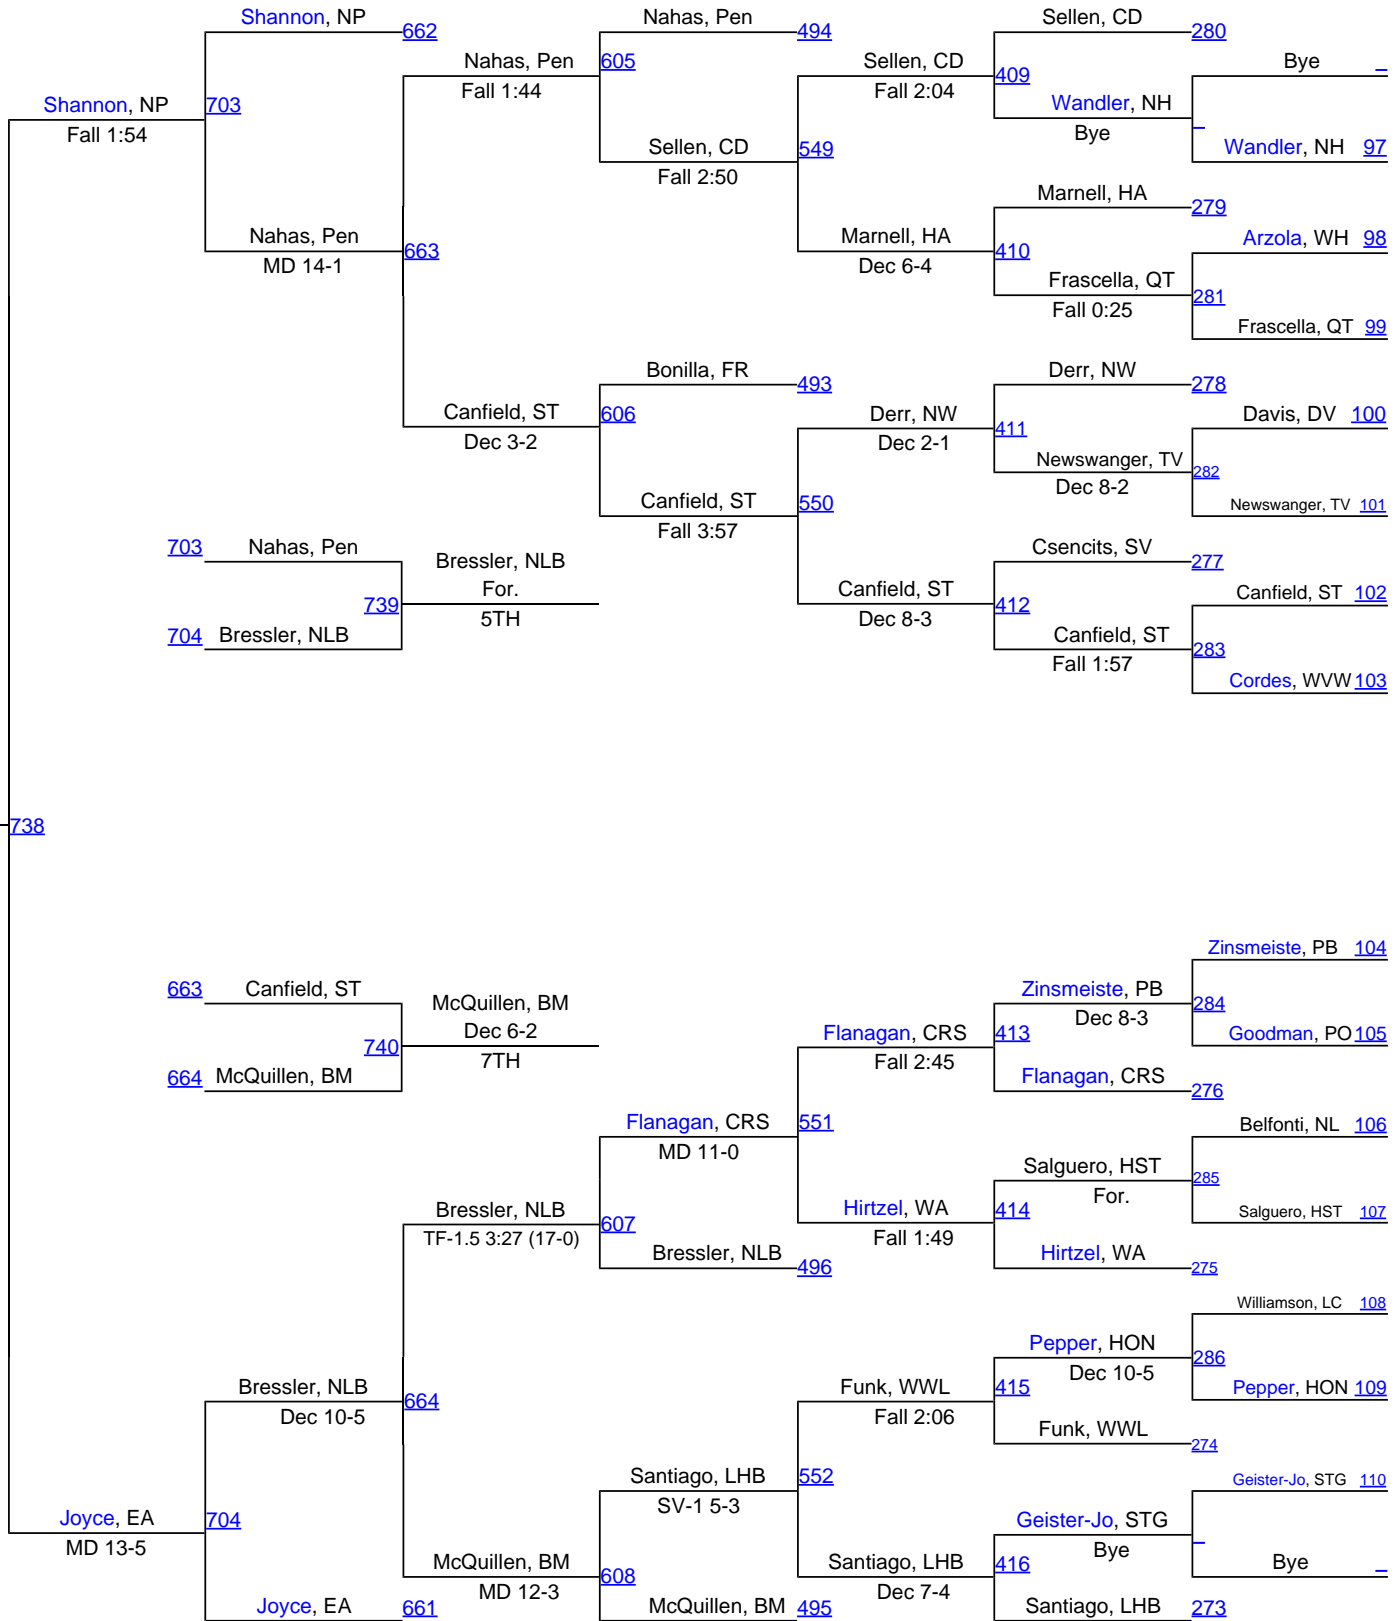 Shannon, NP
662
Nahas, Pen
494
Sellen, CD
280
Nahas, Pen
605
Fall 1:44
Sellen, CD
409
Fall 2:04
Bye
Shannon, NP
703
Fall 1:54
Wandler, NH
Bye
Sellen, CD
549
Fall 2:50
Wandler, NH 97
Marnell, HA
279
Nahas, Pen
663
MD 14-1
Marnell, HA
410
Dec 6-4
Arzola, WH 98
Frascella, QT
281
Fall 0:25
Frascella, QT 99
Bonilla, FR
493
Derr, NW
278
Canfield, ST
606
Dec 3-2
Derr, NW
411
Dec 2-1
Davis, DV 100
Newswanger, TV
282
Dec 8-2
Canfield, ST
550
Fall 3:57
Newswanger, TV 101
703 Nahas, Pen
Bressler, NLB
For.
739
5TH
704 Bressler, NLB
Csencits, SV
277
Canfield, ST
412
Dec 8-3
Canfield, ST 102
Canfield, ST
283
Fall 1:57
Cordes, WVW 103
738
Zinsmeiste, PB 104
663 Canfield, ST
McQuillen, BM
Dec 6-2
740
7TH
664 McQuillen, BM
Zinsmeiste, PB
284
Dec 8-3
Flanagan, CRS
413
Fall 2:45
Goodman, PO 105
Flanagan, CRS
276
Flanagan, CRS
551
MD 11-0
Belfonti, NL 106
Salguero, HST
285
For.
Bressler, NLB
607
TF-1.5 3:27 (17-0)
Hirtzel, WA
414
Fall 1:49
Salguero, HST 107
Bressler, NLB
496
Hirtzel, WA
275
Williamson, LC 108
Pepper, HON
286
Dec 10-5
Bressler, NLB
664
Dec 10-5
Funk, WWL
415
Fall 2:06
Pepper, HON 109
Funk, WWL
274
Santiago, LHB
552
SV-1 5-3
Geister-Jo, STG 110
Joyce, EA
704
MD 13-5
Geister-Jo, STG
Bye
McQuillen, BM
608
MD 12-3
Santiago, LHB
416
Dec 7-4
Bye
Joyce, EA
661
McQuillen, BM
495
Santiago, LHB
273